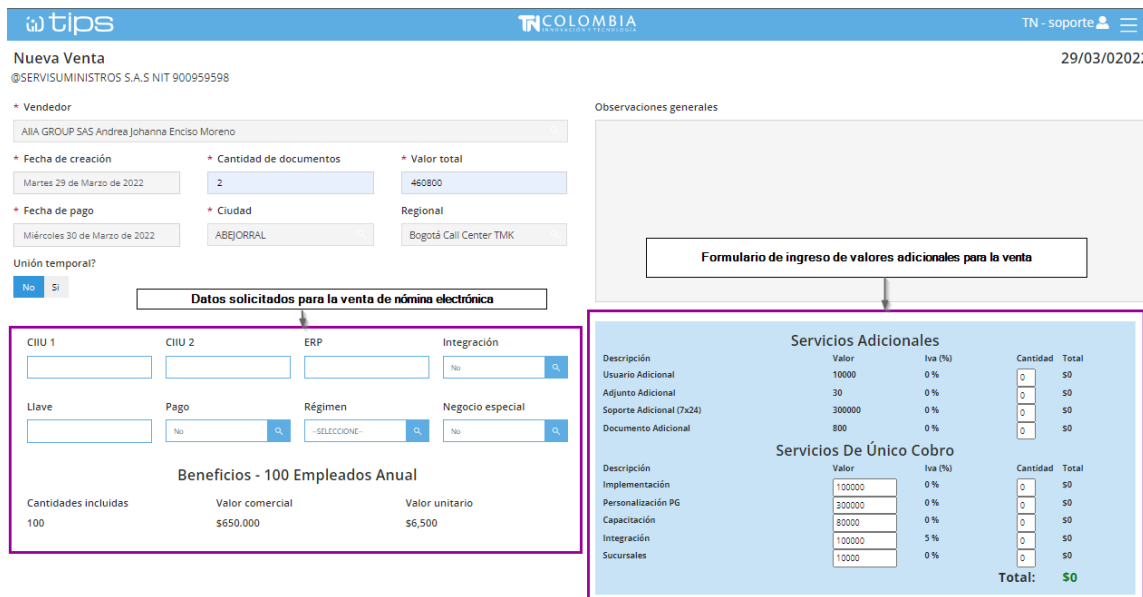 tips
TN COLOMBIA
INNOVACIÓN Y TECNOLOGÍA
TN - soporte
Nueva Venta
29/03/02022
@SERVISUMINISTROS S.A.S NIT 900959598
* Vendedor
AIIA GROUP SAS Andrea Johanna Enciso Moreno
* Fecha de creación * Cantidad de documentos * Valor total
Martes 29 de Marzo de 2022 2 460800
* Fecha de pago * Ciudad Regional
Miércoles 30 de Marzo de 2022 ABEJORRAL Bogotá Call Center TMK
Unión temporal?
No Si
Observaciones generales
Formulario de ingreso de valores adicionales para la venta
Datos solicitados para la venta de nómina electrónica
CIIU 1 CIIU 2 ERP Integración
No
Llave Pago Régimen Negocio especial
No --SELECCIONE-- No
Beneficios - 100 Empleados Anual
Cantidades incluidas Valor comercial Valor unitario
100 $650.000 $6,500
Servicios Adicionales
Descripción Valor Iva (%) Cantidad Total
Usuario Adicional 10000 0 % 0 $0
Adjunto Adicional 30 0 % 0 $0
Soporte Adicional (7x24) 300000 0 % 0 $0
Documento Adicional 800 0 % 0 $0
Servicios De Único Cobro
Descripción Valor Iva (%) Cantidad Total
Implementación 100000 0 % 0 $0
Personalización PG 300000 0 % 0 $0
Capacitación 80000 0 % 0 $0
Integración 100000 5 % 0 $0
Sucursales 10000 0 % 0 $0
Total: $0